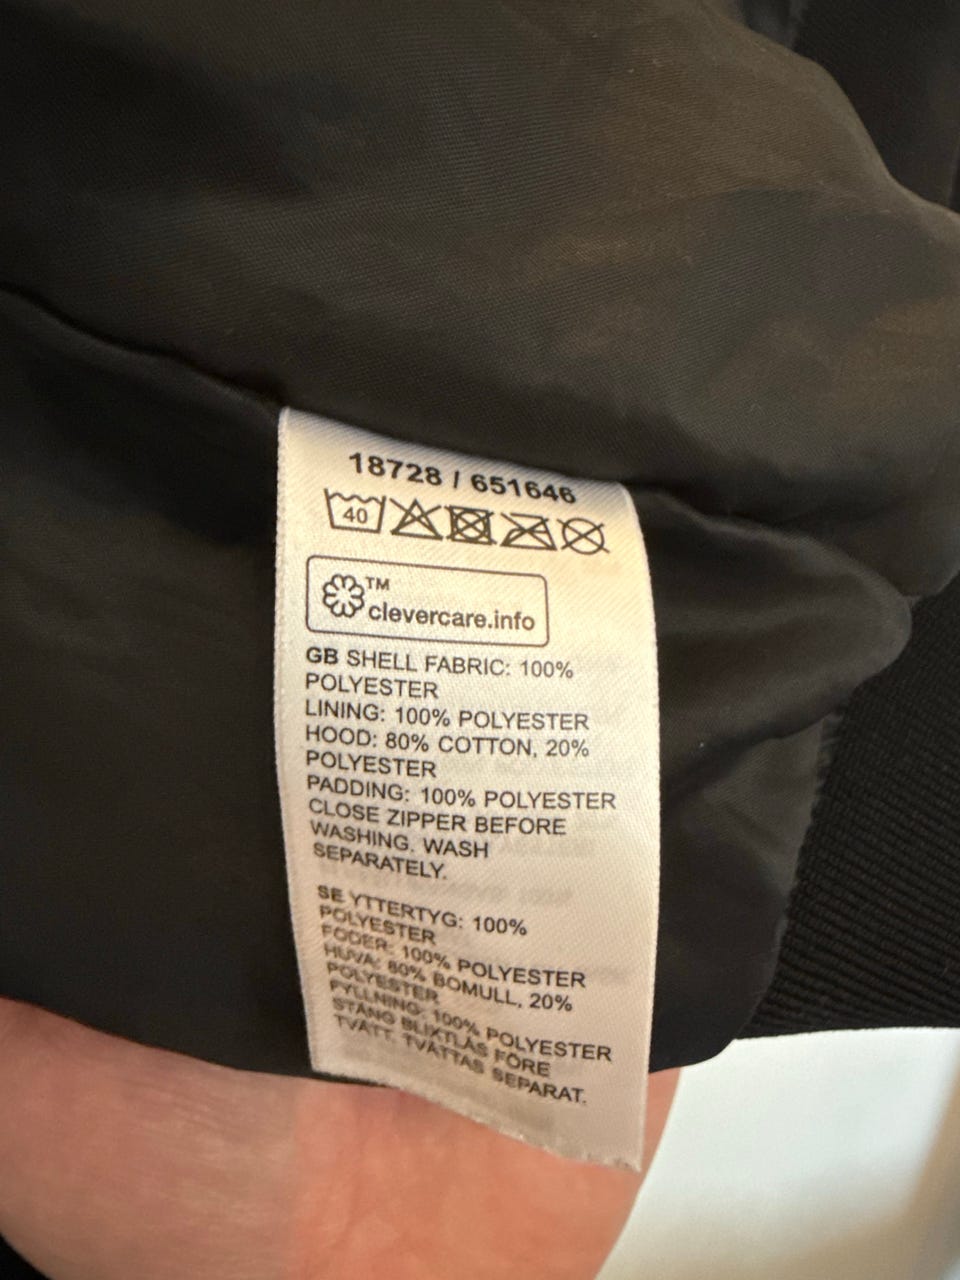 18728 / 651646
40
TM
clevercare.info
GB SHELL FABRIC: 100%
POLYESTER
LINING: 100% POLYESTER
HOOD: 80% COTTON, 20%
POLYESTER
PADDING: 100% POLYESTER
CLOSE ZIPPER BEFORE
WASHING. WASH
SEPARATELY.
SE YTTERTYG: 100%
POLYESTER
FODER: 100% POLYESTER
HUVA: 80% BOMULL, 20%
POLYESTER
FYLLNING: 100% POLYESTER
STÄNG BLIXTLÅS FÖRE
TVÄTT. TVÄTTAS SEPARAT.